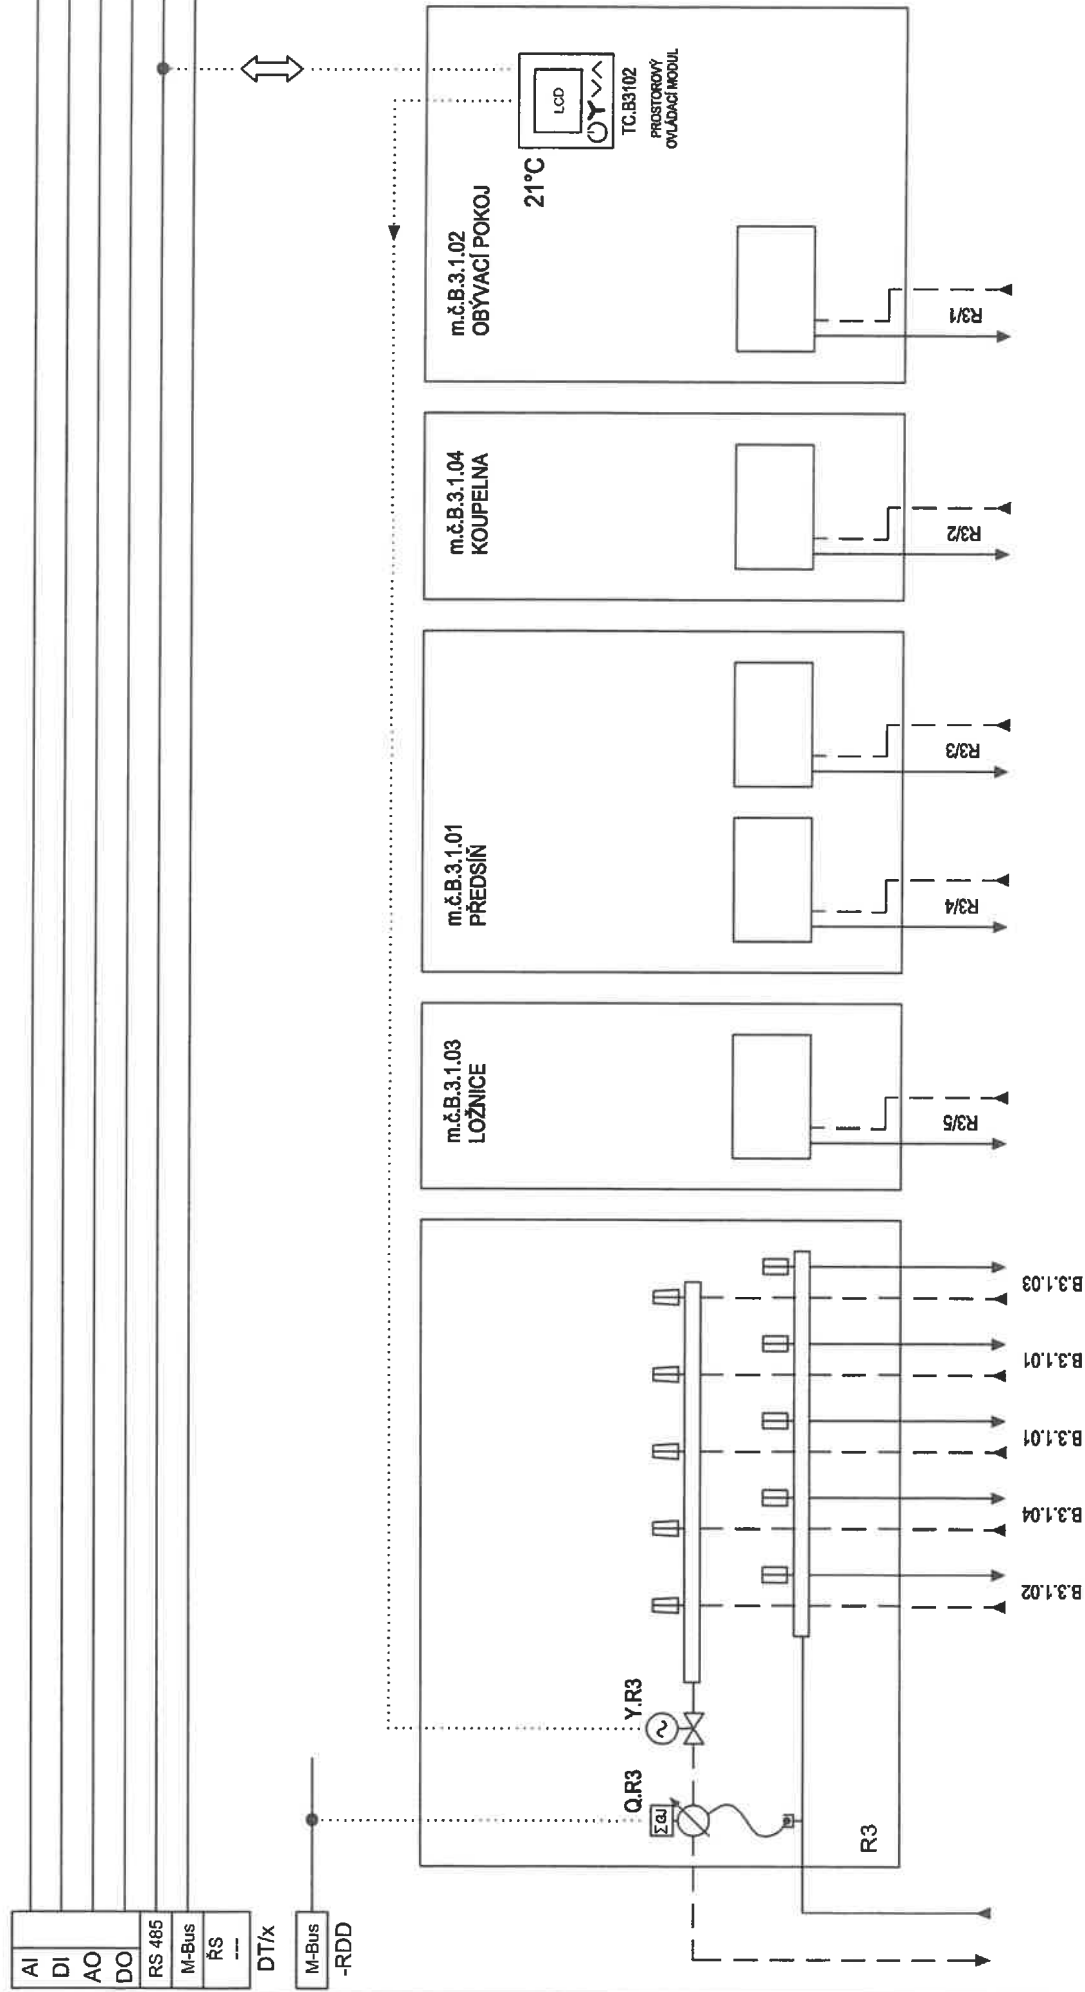 AI
DI
AO
DO
RS 485
M-Bus
ŘS
---
DT/x
M-Bus
-RDD
m.č.B.3.1.02
OBÝVACÍ POKOJ
21°C
LCD
TC.B3102
PROSTOROVÝ
OVLÁDACÍ MODUL
R3/1
m.č.B.3.1.04
KOUPELNA
R3/2
m.č.B.3.1.01
PŘEDSÍŇ
R3/3
R3/4
m.č.B.3.1.03
LOŽNICE
R3/5
Q.R3
Y.R3
ΣGJ
R3
B.3.1.02
B.3.1.04
B.3.1.01
B.3.1.01
B.3.1.03